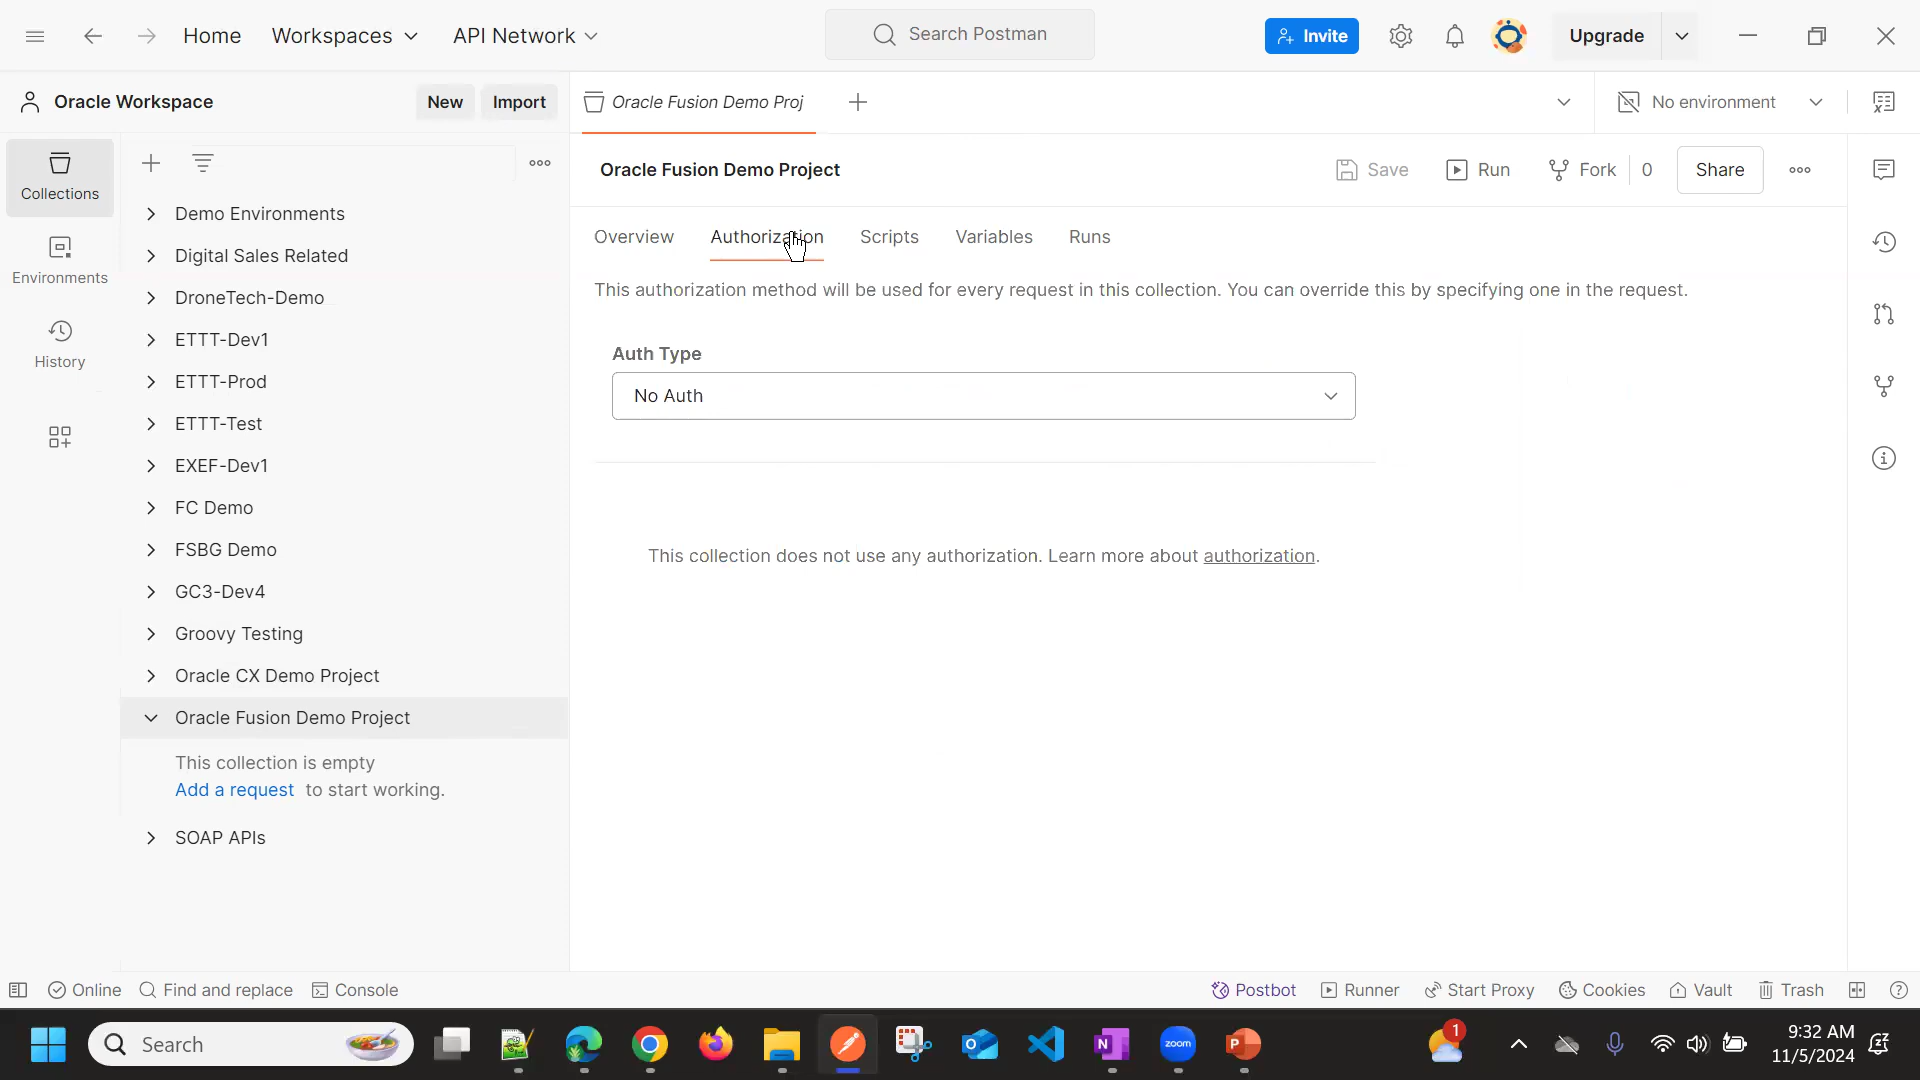 Home Workspaces API Network Search Postman Invite Upgrade
Oracle Workspace New Import Oracle Fusion Demo Proj No environment
Collections
Environments
History
Demo Environments
Digital Sales Related
DroneTech-Demo
ETTT-Dev1
ETTT-Prod
ETTT-Test
EXEF-Dev1
FC Demo
FSBG Demo
GC3-Dev4
Groovy Testing
Oracle CX Demo Project
Oracle Fusion Demo Project
This collection is empty
Add a request to start working.
SOAP APIs
Oracle Fusion Demo Project Save Run Fork 0 Share
Overview Authorization Scripts Variables Runs
This authorization method will be used for every request in this collection. You can override this by specifying one in the request.
Auth Type
No Auth
This collection does not use any authorization. Learn more about authorization.
Online Find and replace Console Postbot Runner Start Proxy Cookies Vault Trash
Search zoom 1 9:32 AM
11/5/2024